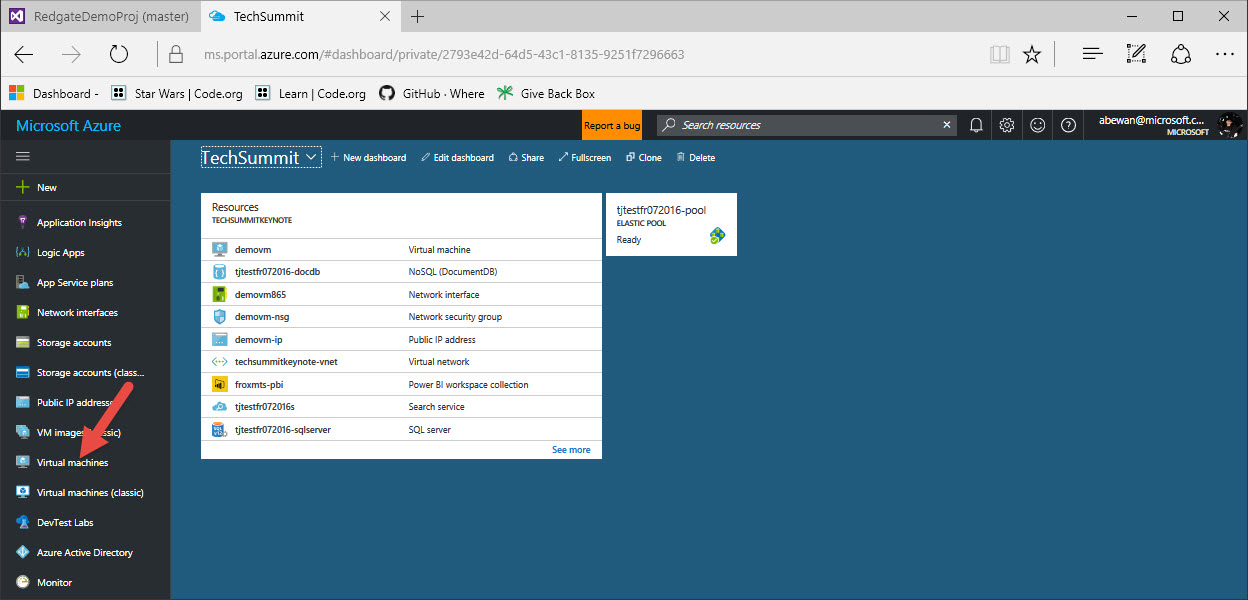 RedgateDemoProj (master)
TechSummit
ms.portal.azure.com/#dashboard/private/2793e42d-64d5-43c1-8135-9251f7296663
Dashboard -
Star Wars | Code.org
Learn | Code.org
GitHub · Where
Give Back Box
Microsoft Azure
Report a bug
Search resources
abewan@microsoft.c...
MICROSOFT
TechSummit
New dashboard
Edit dashboard
Share
Fullscreen
Clone
Delete
New
Application Insights
Logic Apps
App Service plans
Network interfaces
Storage accounts
Storage accounts (class...
Public IP addresse
VM images sic)
Virtual machines
Virtual machines (classic)
DevTest Labs
Azure Active Directory
Monitor
Resources
TECHSUMMITKEYNOTE
demovm Virtual machine
tjtestfr072016-docdb NoSQL (DocumentDB)
demovm865 Network interface
demovm-nsg Network security group
demovm-ip Public IP address
techsummitkeynote-vnet Virtual network
froxmts-pbi Power BI workspace collection
tjtestfr072016s Search service
tjtestfr072016-sqlserver SQL server
See more
tjtestfr072016-pool
ELASTIC POOL
Ready